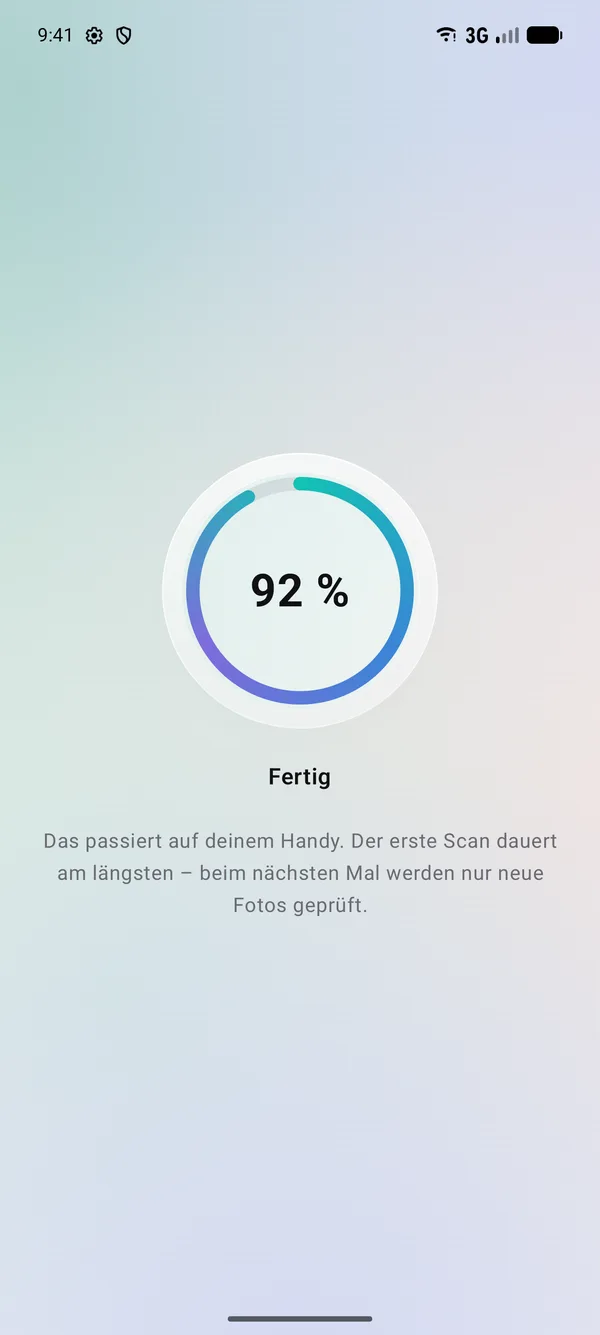 9:41
3G
92 %
Fertig
Das passiert auf deinem Handy. Der erste Scan dauert
am längsten – beim nächsten Mal werden nur neue
Fotos geprüft.